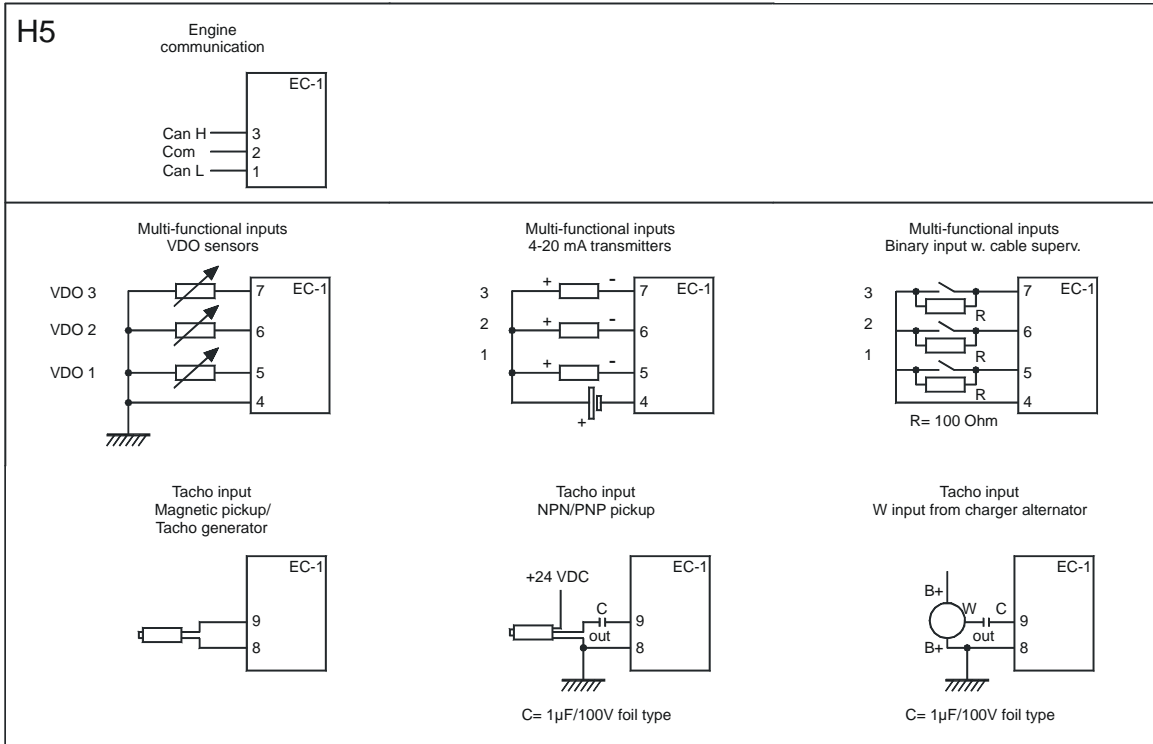 H5
Engine
communication
EC-1
Can H
3
Com
2
Can L
1
Multi-functional inputs
VDO sensors
EC-1
VDO 3
7
VDO 2
6
VDO 1
5
4
Multi-functional inputs
4-20 mA transmitters
EC-1
3
+
-
7
2
+
-
6
1
+
-
5
4
+
Multi-functional inputs
Binary input w. cable superv.
EC-1
3
7
R
2
6
R
1
5
R
4
R= 100 Ohm
Tacho input
Magnetic pickup/
Tacho generator
EC-1
9
8
Tacho input
NPN/PNP pickup
EC-1
+24 VDC
C
9
out
8
C= 1µF/100V foil type
Tacho input
W input from charger alternator
EC-1
B+
W
C
9
out
B+
8
C= 1µF/100V foil type